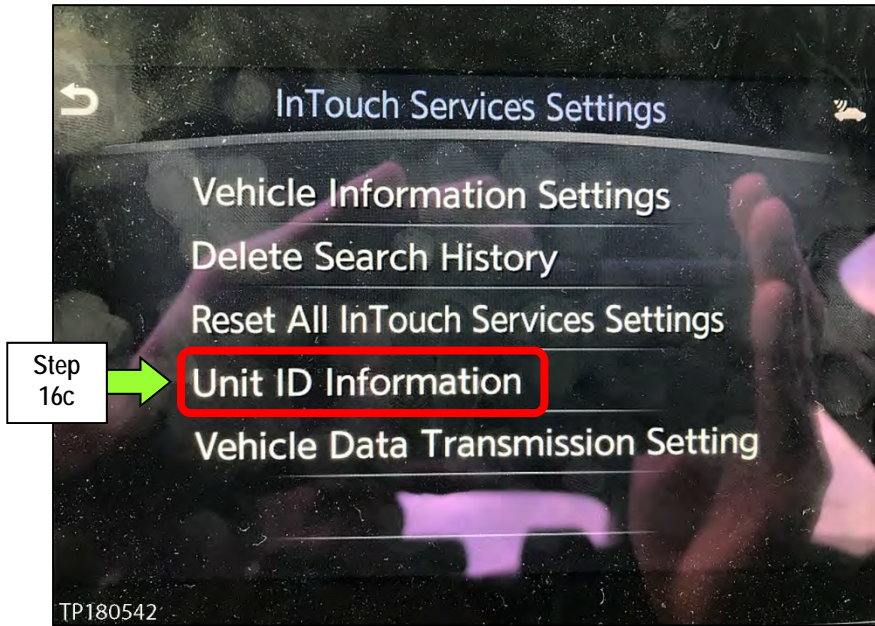 InTouch Services Settings
Vehicle Information Settings
Delete Search History
Reset All InTouch Services Settings
Step
16c
Unit ID Information
Vehicle Data Transmission Setting
TP180542